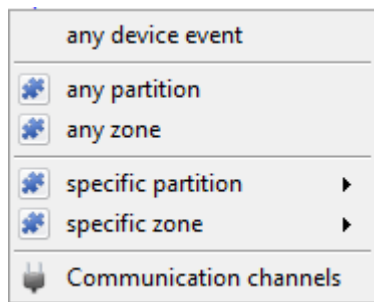 any device event
any partition
any zone
specific partition
specific zone
Communication channels